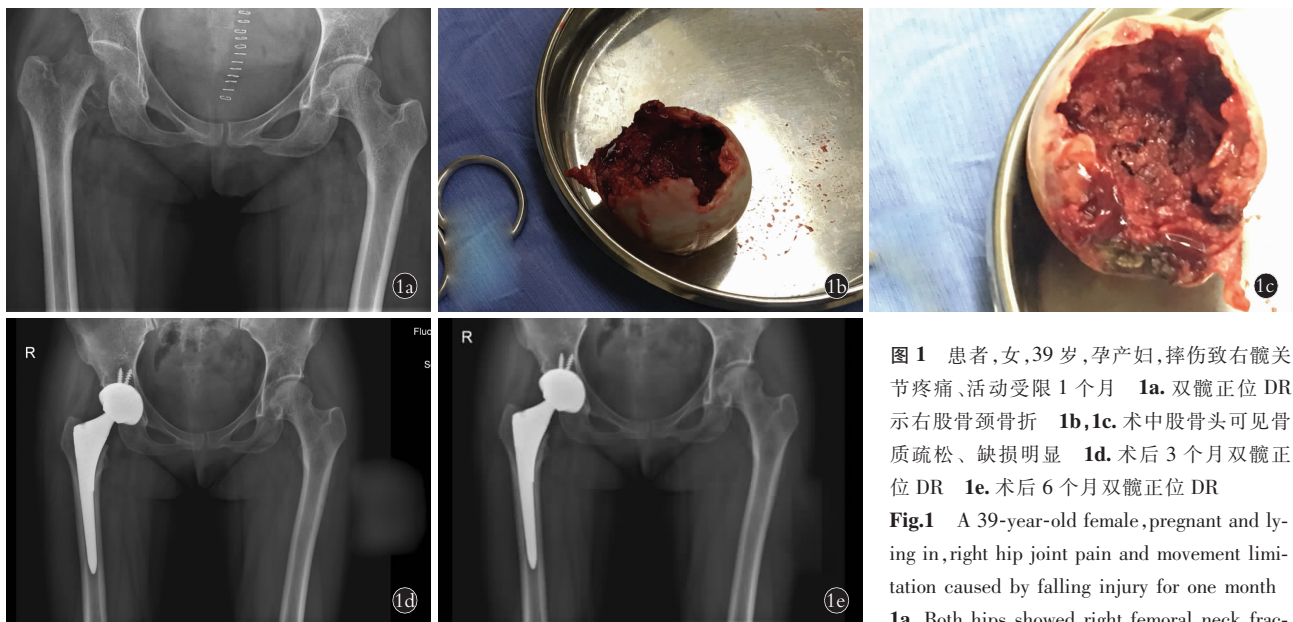 1a
1b
1c
R
Fluo
S
1d
R
1e
图 1 患者,女,39 岁,孕产妇,摔伤致右髋关
节疼痛、活动受限 1 个月 1a. 双髋正位 DR
示右股骨颈骨折 1b,1c. 术中股骨头可见骨
质疏松、缺损明显 1d. 术后 3 个月双髋正
位 DR 1e. 术后 6 个月双髋正位 DR
Fig.1 A 39-year-old female,pregnant and ly-
ing in,right hip joint pain and movement limi-
tation caused by falling injury for one month
1a. Both hips showed right femoral neck frac-